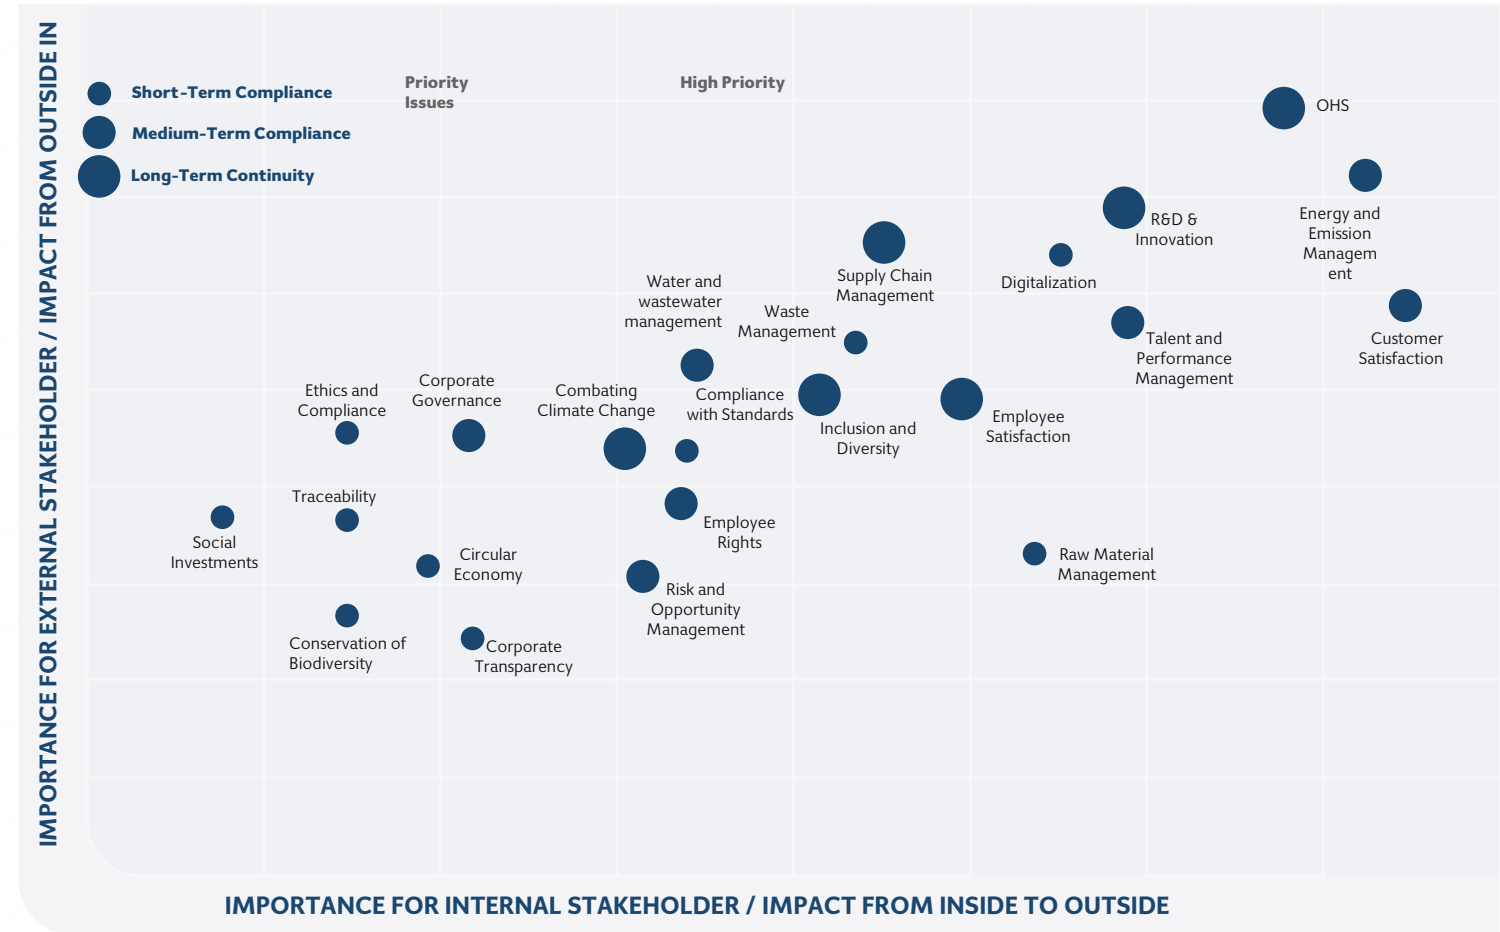 IMPORTANCE FOR EXTERNAL STAKEHOLDER / IMPACT FROM OUTSIDE IN
Short-Term Compliance
Medium-Term Compliance
Long-Term Continuity
Priority
Issues
High Priority
OHS
Energy and
Emission
Managem
ent
R&D &
Innovation
Supply Chain
Management
Digitalization
Water and
wastewater
management
Waste
Management
Talent and
Performance
Management
Customer
Satisfaction
Ethics and
Compliance
Corporate
Governance
Combating
Climate Change
Compliance
with Standards
Inclusion and
Diversity
Employee
Satisfaction
Traceability
Social
Investments
Circular
Economy
Employee
Rights
Raw Material
Management
Risk and
Opportunity
Management
Conservation of
Biodiversity
Corporate
Transparency
IMPORTANCE FOR INTERNAL STAKEHOLDER / IMPACT FROM INSIDE TO OUTSIDE